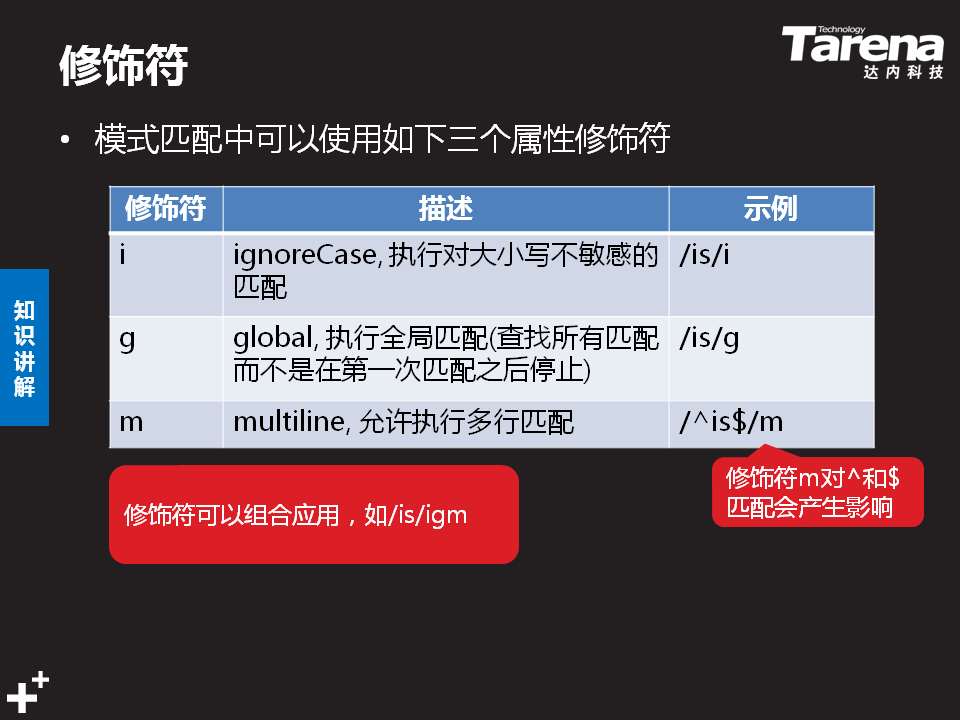 修饰符
Technology
Tarena
达内科技
• 模式匹配中可以使用如下三个属性修饰符
修饰符 描述 示例
i ignoreCase, 执行对大小写不敏感的 /is/i
匹配
g global, 执行全局匹配(查找所有匹配 /is/g
而不是在第一次匹配之后停止)
m multiline, 允许执行多行匹配 /^is$/m
知
识
讲
解
修饰符可以组合应用，如/is/igm
修饰符m对^和$
匹配会产生影响